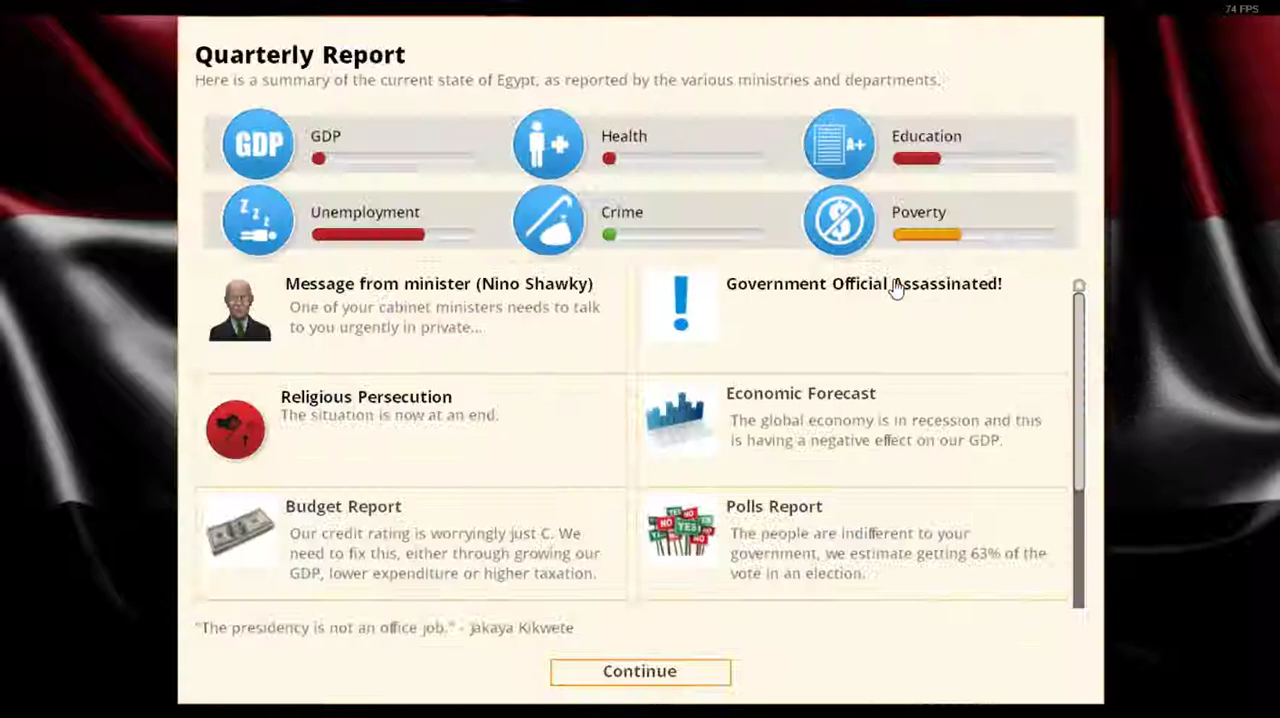 74 FPS
Quarterly Report
Here is a summary of the current state of Egypt, as reported by the various ministries and departments.
GDP
GDP
Health
A+
Education
Z Z Z
Unemployment
Crime
$
Poverty
Message from minister (Nino Shawky)
One of your cabinet ministers needs to talk
to you urgently in private...
Government Official Assassinated!
Religious Persecution
The situation is now at an end.
Economic Forecast
The global economy is in recession and this
is having a negative effect on our GDP.
Budget Report
Our credit rating is worryingly just C. We
need to fix this, either through growing our
GDP, lower expenditure or higher taxation.
YES NO
NO YES
NO
Polls Report
The people are indifferent to your
government, we estimate getting 63% of the
vote in an election.
"The presidency is not an office job." - Jakaya Kikwete
Continue